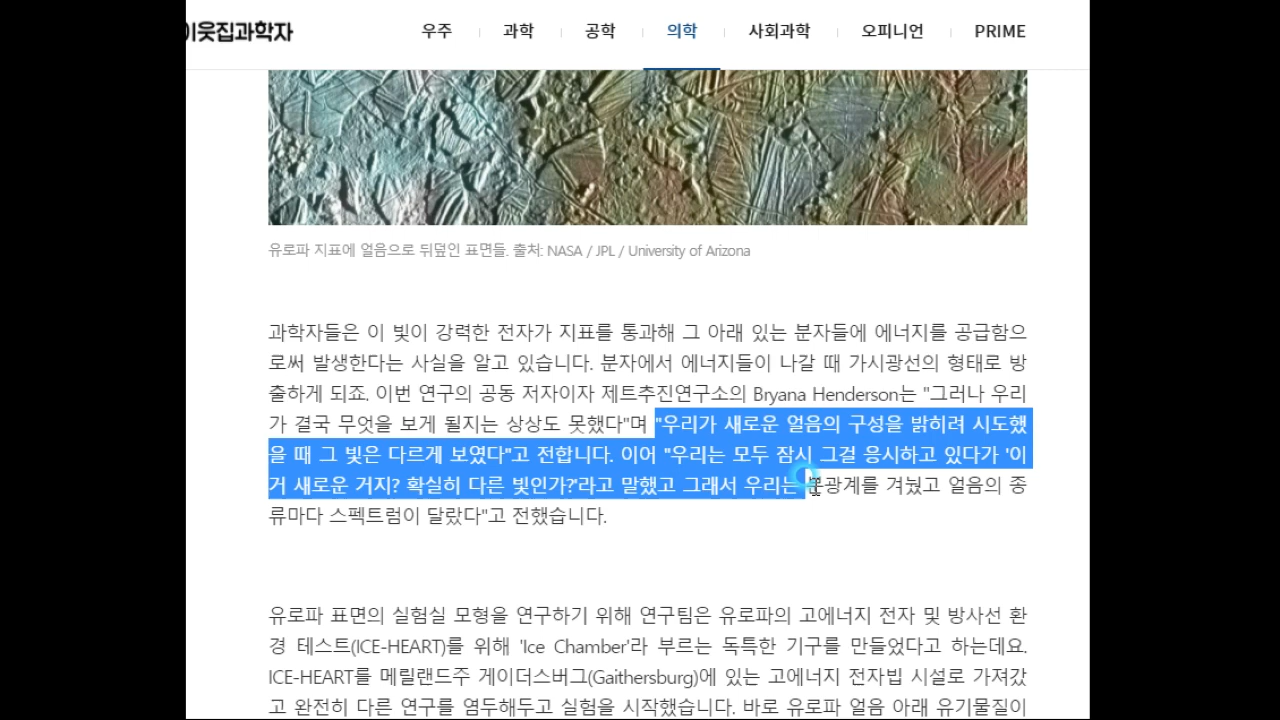 이웃집과학자
우주 과학 공학 의학 사회과학 오피니언 PRIME
유로파 지표에 얼음으로 뒤덮인 표면들. 출처: NASA / JPL / University of Arizona
과학자들은 이 빛이 강력한 전자가 지표를 통과해 그 아래 있는 분자들에 에너지를 공급함으
로써 발생한다는 사실을 알고 있습니다. 분자에서 에너지들이 나갈 때 가시광선의 형태로 방
출하게 되죠. 이번 연구의 공동 저자이자 제트추진연구소의 Bryana Henderson는 "그러나 우리
가 결국 무엇을 보게 될지는 상상도 못했다"며 "우리가 새로운 얼음의 구성을 밝히려 시도했
을 때 그 빛은 다르게 보였다"고 전합니다. 이어 "우리는 모두 잠시 그걸 응시하고 있다가 '이
거 새로운 거지? 확실히 다른 빛인가?'라고 말했고 그래서 우리는 분광계를 겨눴고 얼음의 종
류마다 스펙트럼이 달랐다"고 전했습니다.
유로파 표면의 실험실 모형을 연구하기 위해 연구팀은 유로파의 고에너지 전자 및 방사선 환
경 테스트(ICE-HEART)를 위해 'Ice Chamber'라 부르는 독특한 기구를 만들었다고 하는데요.
ICE-HEART를 메릴랜드주 게이더스버그(Gaithersburg)에 있는 고에너지 전자빔 시설로 가져갔
고 완전히 다른 연구를 염두해두고 실험을 시작했습니다. 바로 유로파 얼음 아래 유기물질이